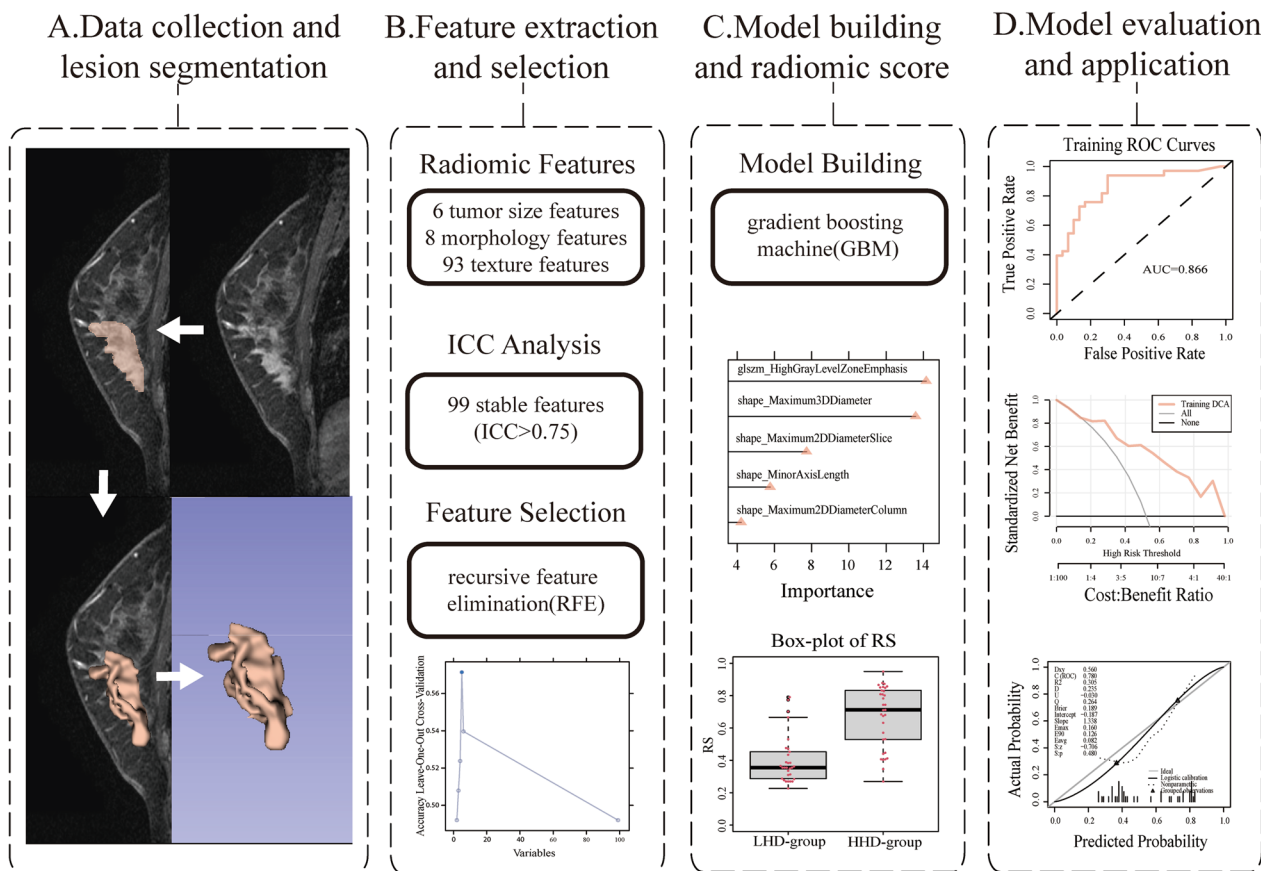 A.Data collection and
lesion segmentation
B.Feature extraction
and selection
Radiomic Features
6 tumor size features
8 morphology features
93 texture features
ICC Analysis
99 stable features
(ICC>0.75)
Feature Selection
recursive feature
elimination(RFE)
Accuracy Leave-One-Out Cross-Validation
0.56
0.54
0.52
0.50
0 20 40 60 80 100
Variables
C.Model building
and radiomic score
Model Building
gradient boosting
machine(GBM)
glszm_HighGrayLevelZoneEmphasis
shape_Maximum3DDiameter
shape_Maximum2DDiameterSlice
shape_MinorAxisLength
shape_Maximum2DDiameterColumn
4 6 8 10 12 14
Importance
Box-plot of RS
RS
1.0
0.8
0.6
0.4
0.2
0.0
LHD-group HHD-group
D.Model evaluation
and application
Training ROC Curves
True Positive Rate
1.0
0.8
0.6
0.4
0.2
0.0
AUC=0.866
0.0 0.2 0.4 0.6 0.8 1.0
False Positive Rate
Standardized Net Benefit
1.0
0.8
0.6
0.4
0.2
0.0
Training DCA
All
None
0.0 0.2 0.4 0.6 0.8 1.0
High Risk Threshold
1:100 1:4 3:5 10:7 4:1 40:1
Cost:Benefit Ratio
Actual Probability
1.0
0.8
0.6
0.4
0.2
0.0
Dxy 0.560
C (ROC) 0.780
R2 0.305
D 0.235
U −0.030
Q 0.264
Brier 0.189
Intercept −0.187
Slope 1.338
Emax 0.160
E90 0.126
Eavg 0.082
S:z −0.706
S:p 0.480
Ideal
Logistic calibration
Nonparametric
Grouped observations
0.0 0.2 0.4 0.6 0.8 1.0
Predicted Probability